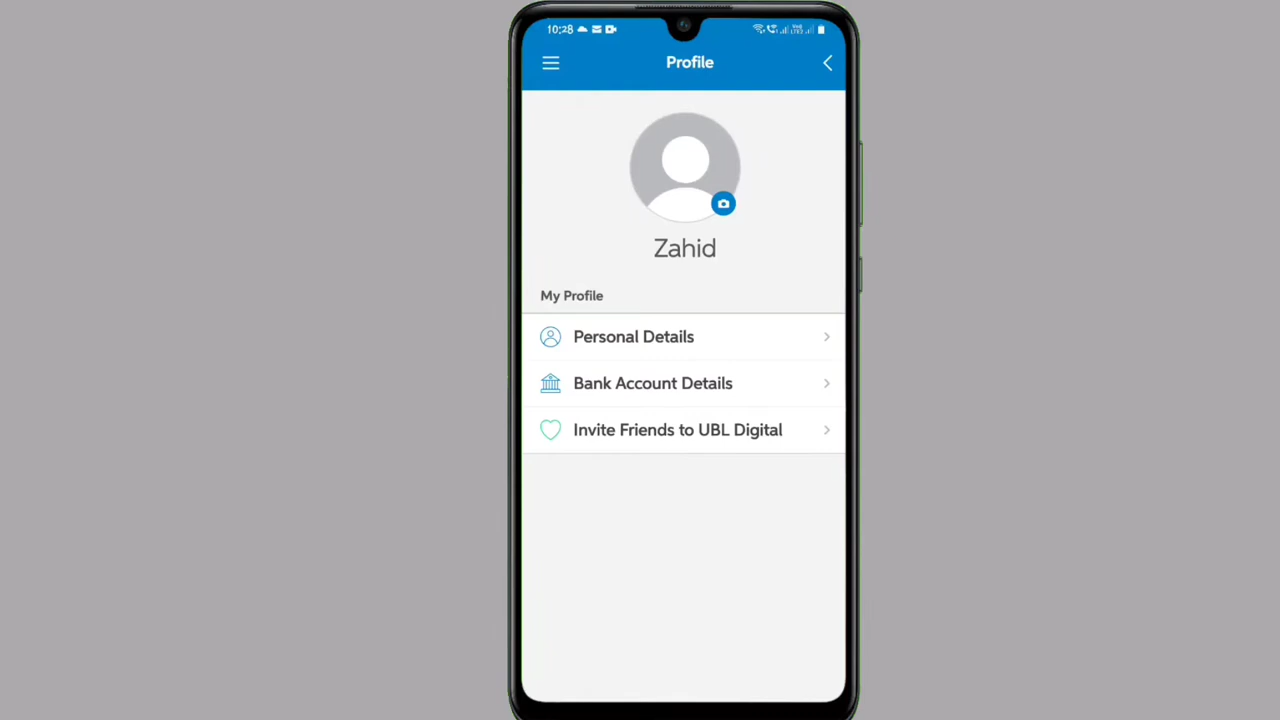 10:28
Profile
Zahid
My Profile
Personal Details
Bank Account Details
Invite Friends to UBL Digital